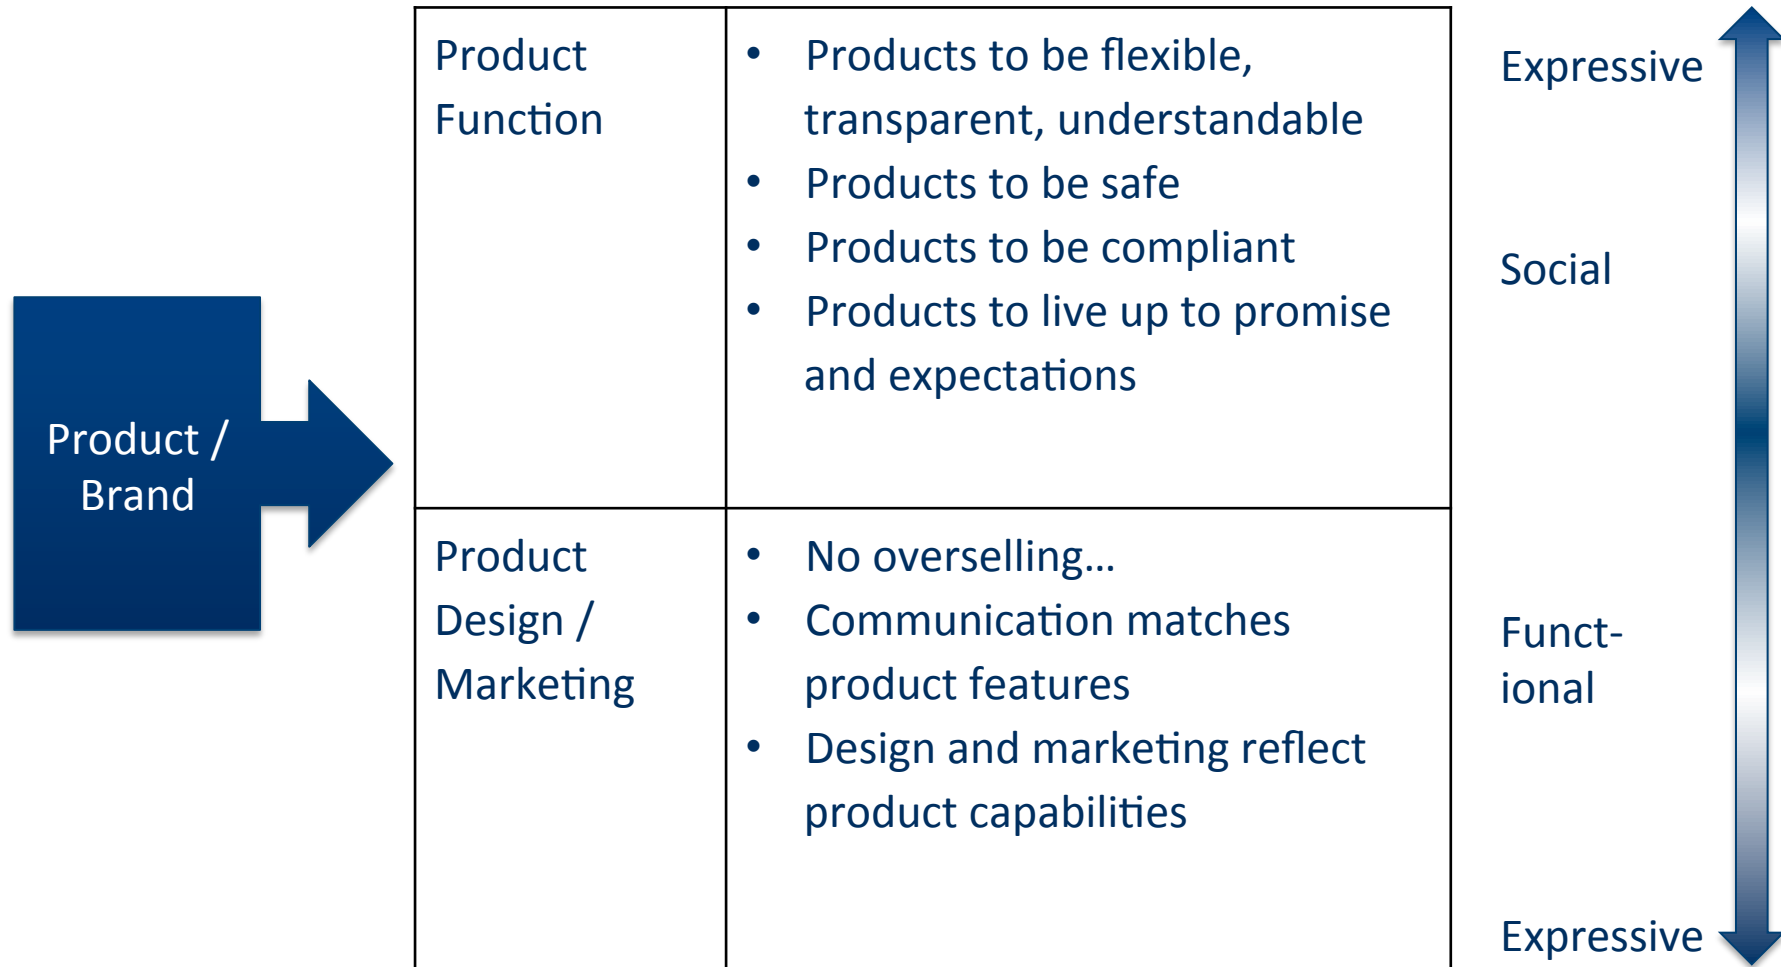 Product /
Brand
Product
Function
• Products to be flexible,
transparent, understandable
• Products to be safe
• Products to be compliant
• Products to live up to promise
and expectations
Product
Design /
Marketing
• No overselling…
• Communication matches
product features
• Design and marketing reflect
product capabilities
Expressive
Social
Funct-
ional
Expressive